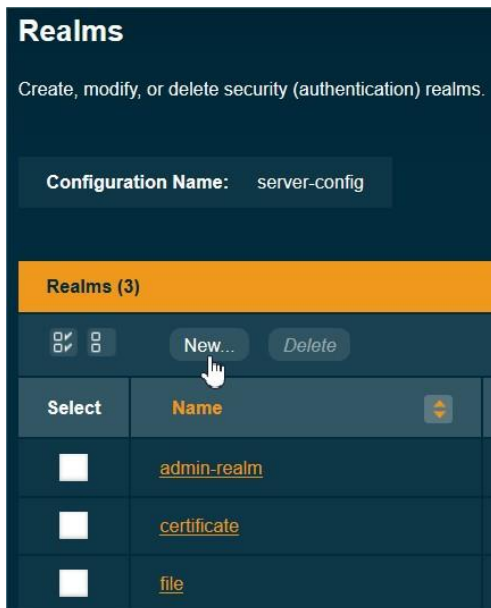 Realms
Create, modify, or delete security (authentication) realms.
Configuration Name: server-config
Realms (3)
New... Delete
Select Name
admin-realm
certificate
file